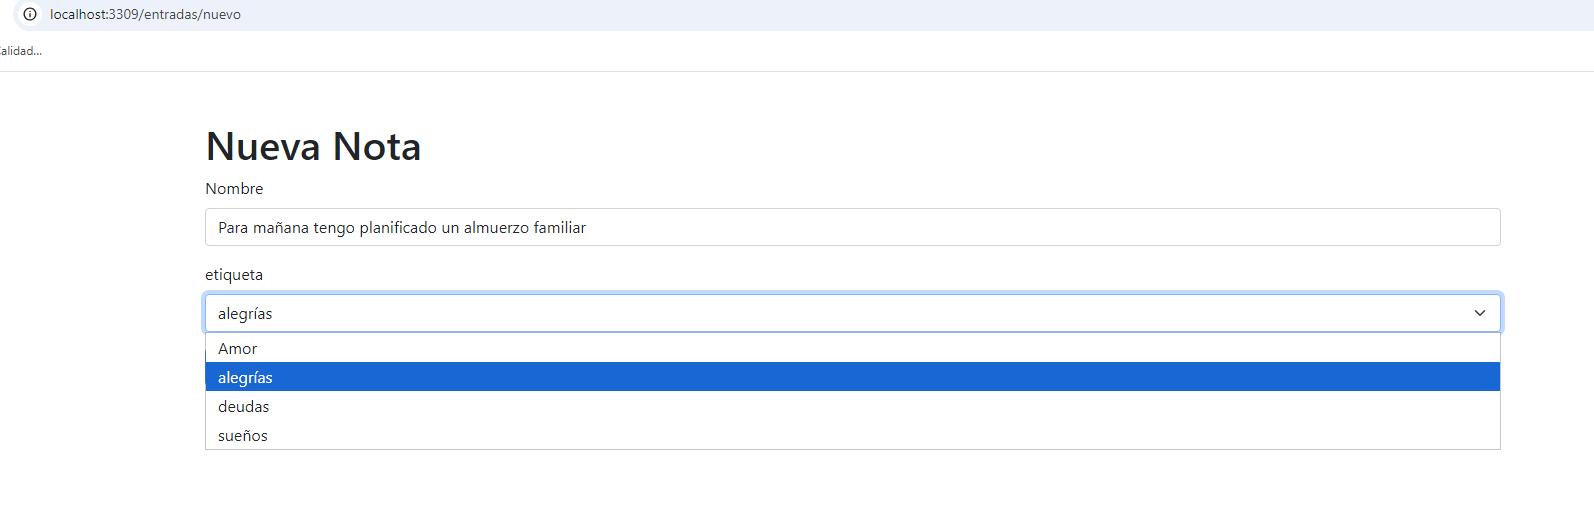 localhost:3309/entradas/nuevo
alidad...
Nueva Nota
Nombre
Para mañana tengo planificado un almuerzo familiar
etiqueta
alegrías
Amor
alegrías
deudas
sueños